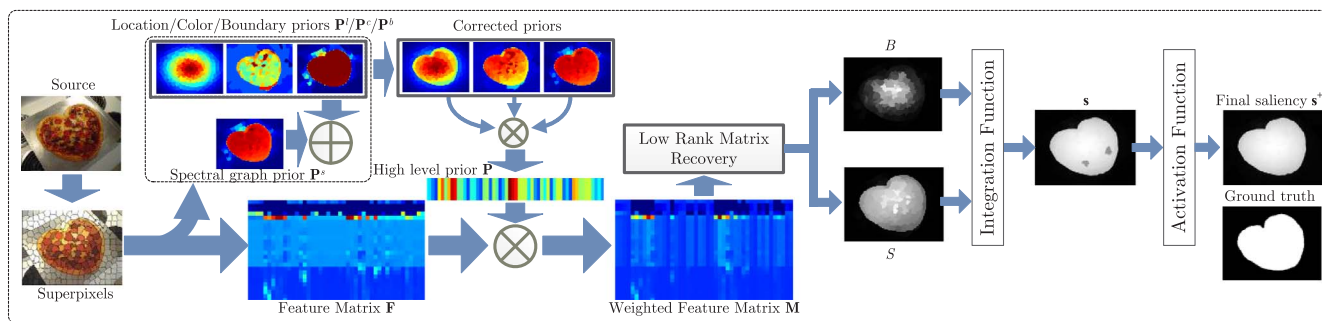 Location/Color/Boundary priors P^l/P^c/P^b
Corrected priors
Source
Spectral graph prior P^s
High level prior P
Superpixels
Feature Matrix F
Weighted Feature Matrix M
Low Rank Matrix
Recovery
B
S
Integration Function
s
Activation Function
Final saliency s*
Ground truth